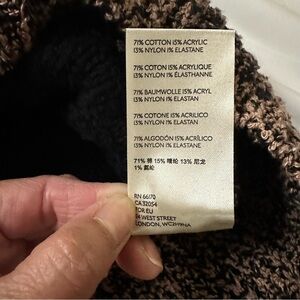 71% COTTON 15% ACRYLIC
13% NYLON 1% ELASTANE
71% COTON 15% ACRYLIQUE
13% NYLON 1% ÉLASTHANNE
71% BAUMWOLLE 15% ACRYL
13% NYLON 1% ELASTAN
71% COTONE 15% ACRILICO
13% NYLON 1% ELASTAN
71% ALGODÓN 15% ACRÍLICO
13% NYLON 1% ELASTANE
71% 棉 15% 腈纶 13% 尼龙
1% 氨纶
RN 66170
CA 32054
FOR EU
WEST STREET
LONDON, WC2H9NA